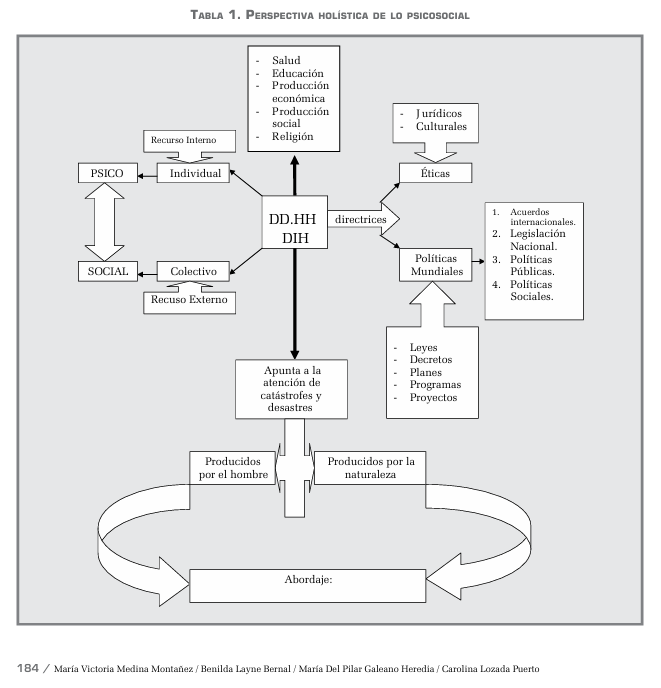 TABLA 1. PERSPECTIVA HOLÍSTICA DE LO PSICOSOCIAL
- Salud
- Educación
- Producción
económica
- Producción
social
- Religión
- Jurídicos
- Culturales
Recurso Interno
PSICO
Individual
Éticas
DD.HH
DIH
directrices
1. Acuerdos
internacionales.
2. Legislación
Nacional.
3. Políticas
Públicas.
4. Políticas
Sociales.
SOCIAL
Colectivo
Políticas
Mundiales
Recuso Externo
- Leyes
- Decretos
- Planes
- Programas
- Proyectos
Apunta a la
atención de
catástrofes y
desastres
Producidos
por el hombre
Producidos por la
naturaleza
Abordaje:
184 / María Victoria Medina Montañez / Benilda Layne Bernal / María Del Pilar Galeano Heredia / Carolina Lozada Puerto